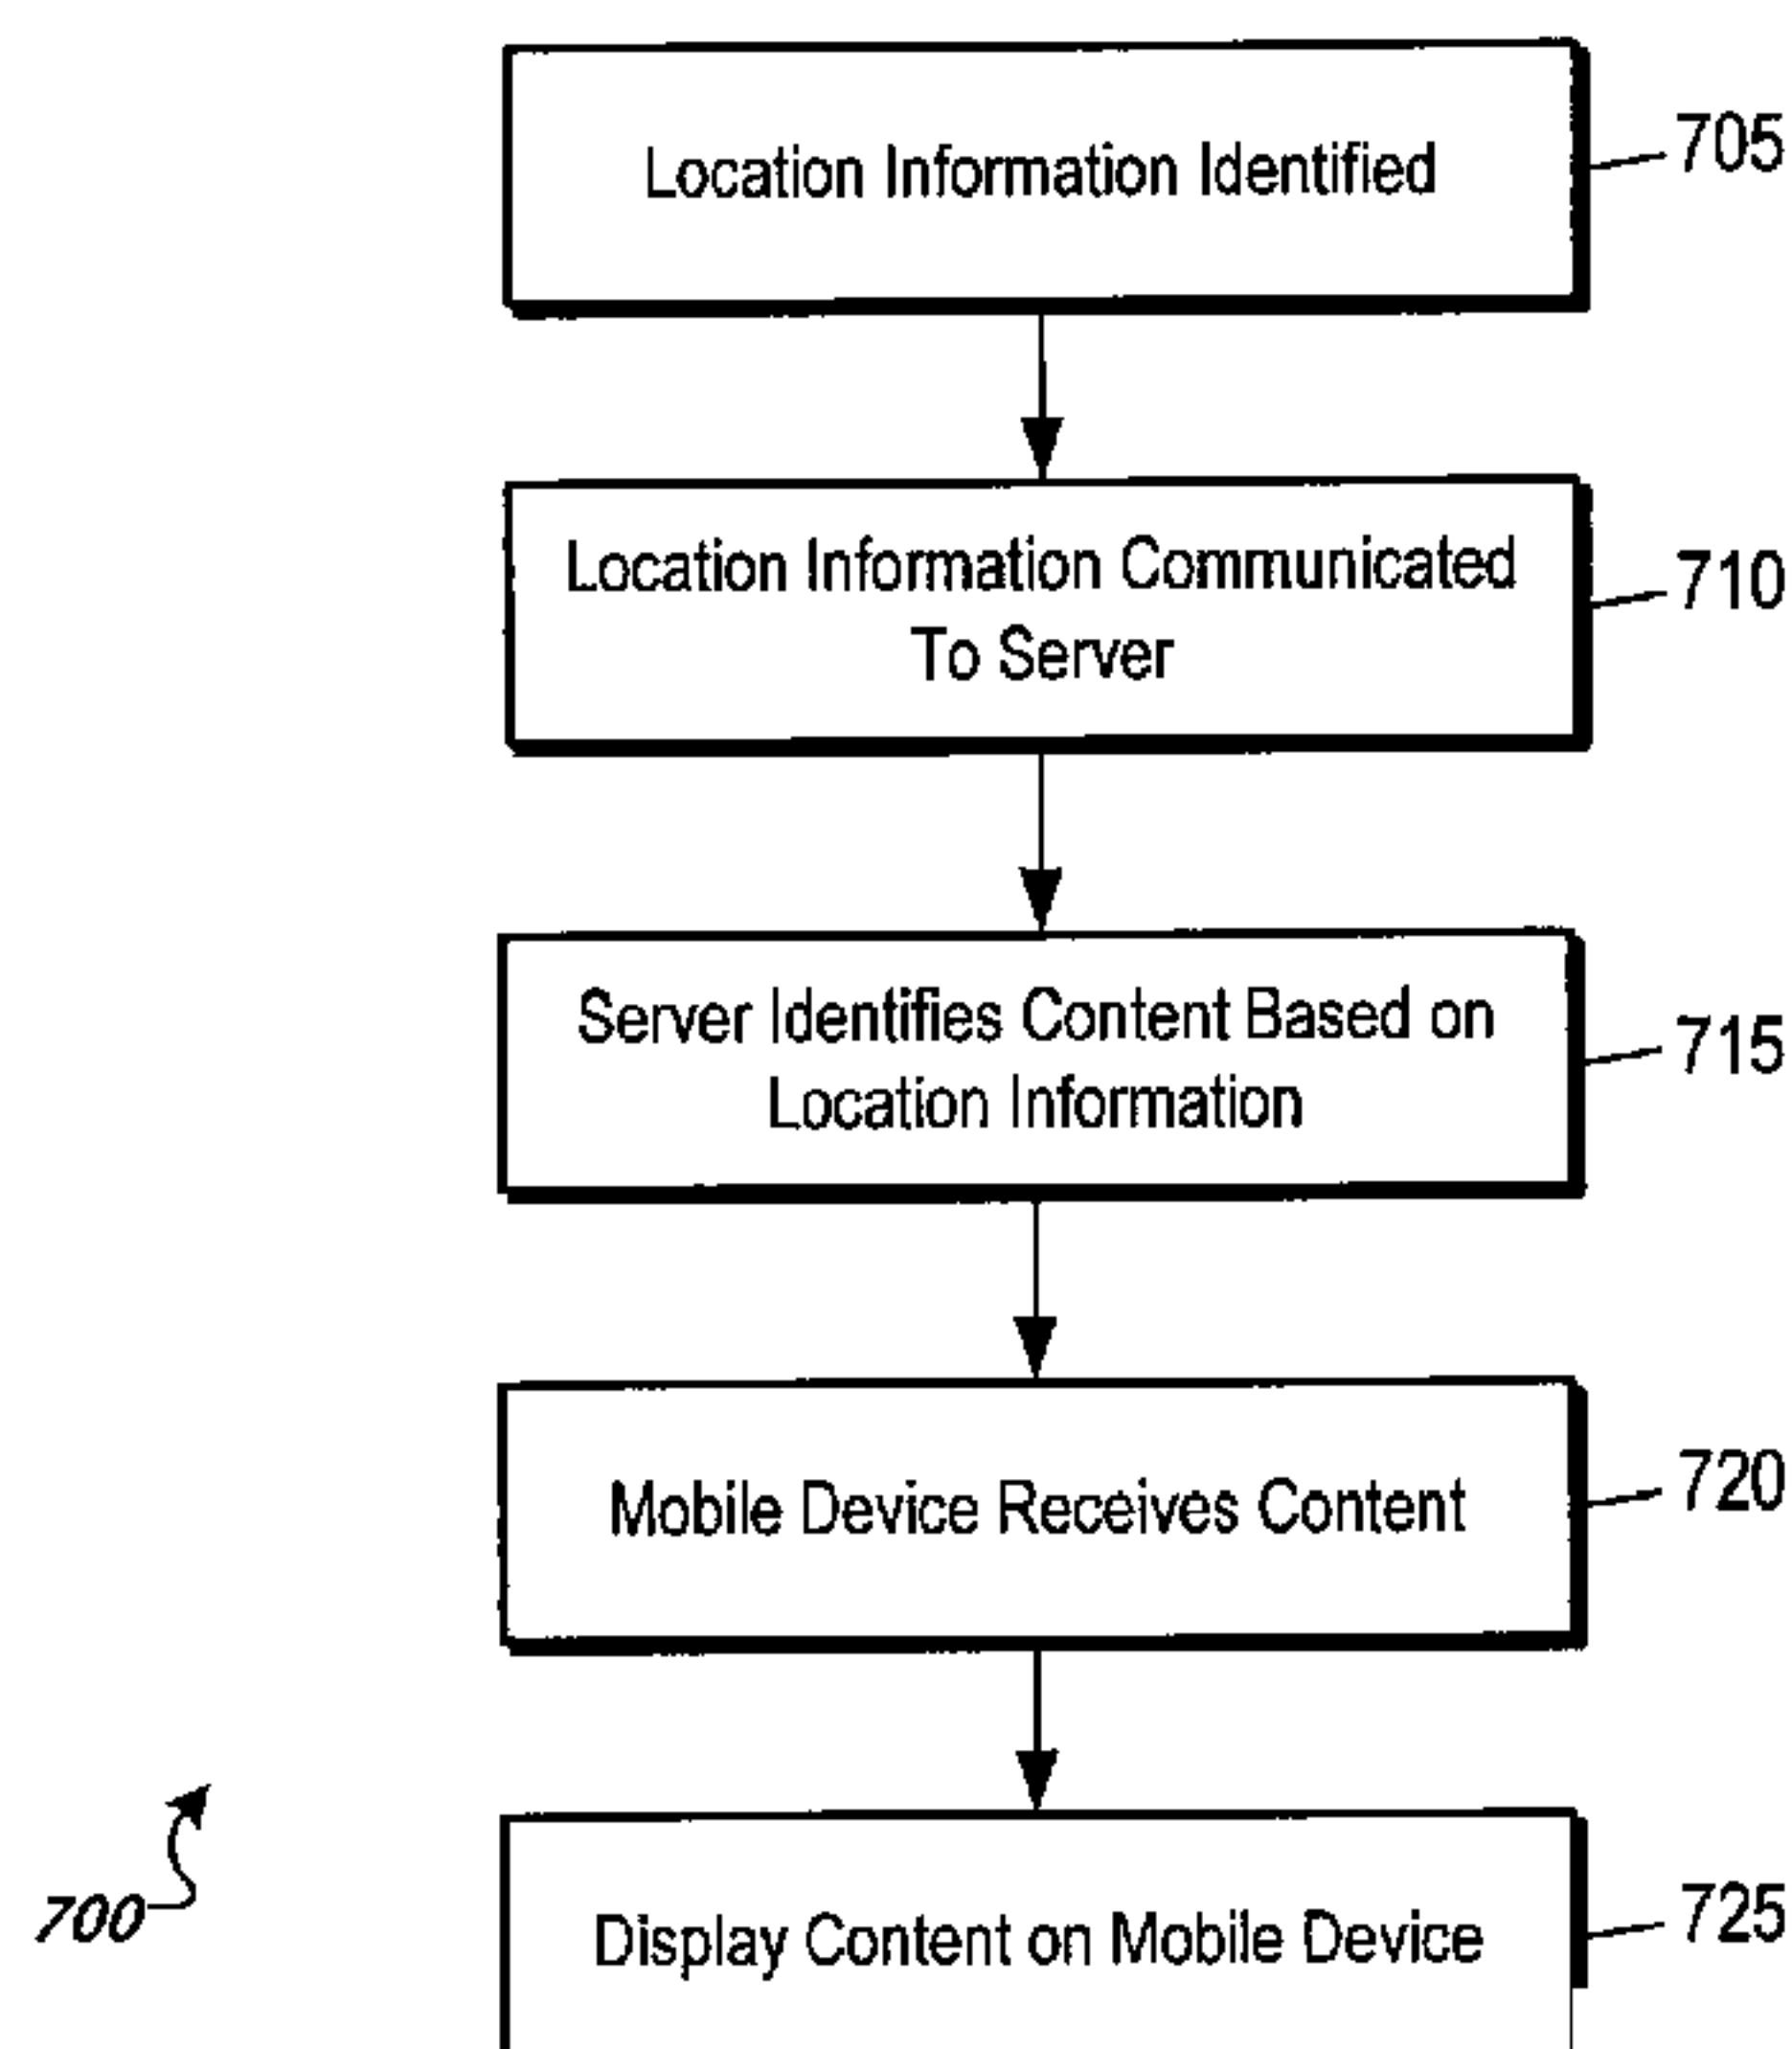 Location Information Identified
705
Location Information Communicated
To Server
710
Server Identifies Content Based on
Location Information
715
Mobile Device Receives Content
720
Display Content on Mobile Device
725
700